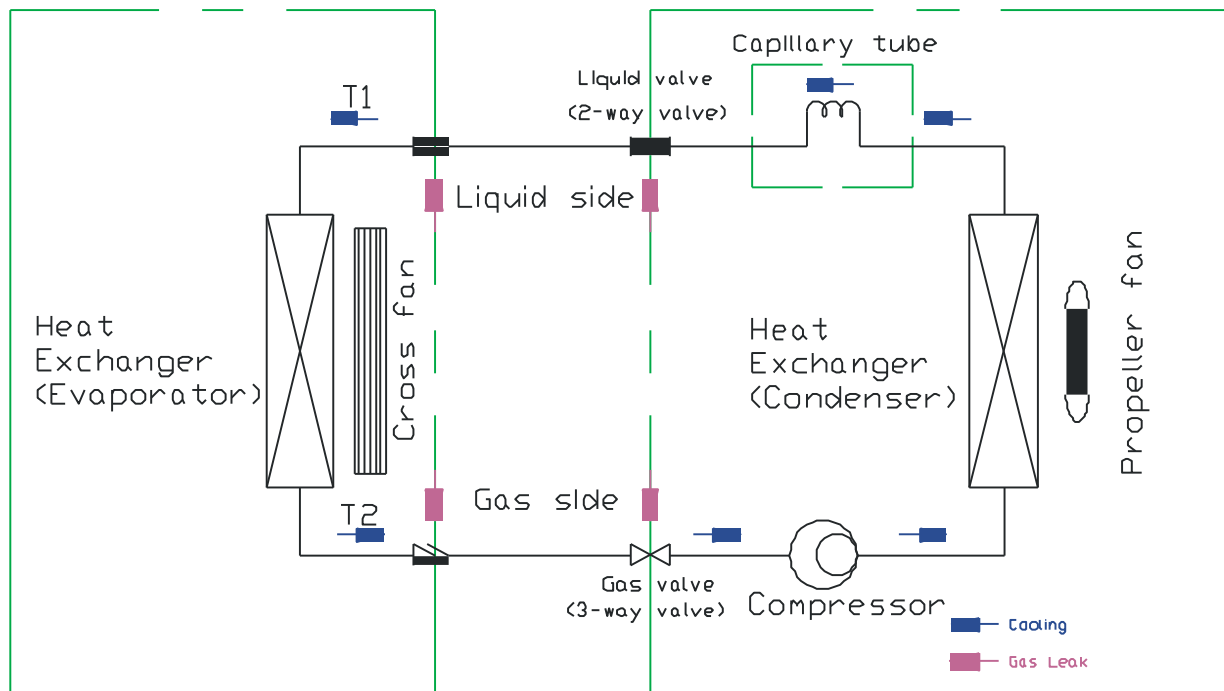 Capillary tube
Liquid valve
(2-way valve)
T1
Liquid side
Heat
Exchanger
(Evaporator)
Cross fan
Heat
Exchanger
(Condenser)
Propeller fan
Gas side
T2
Gas valve
(3-way valve)
Compressor
Cooling
Gas Leak